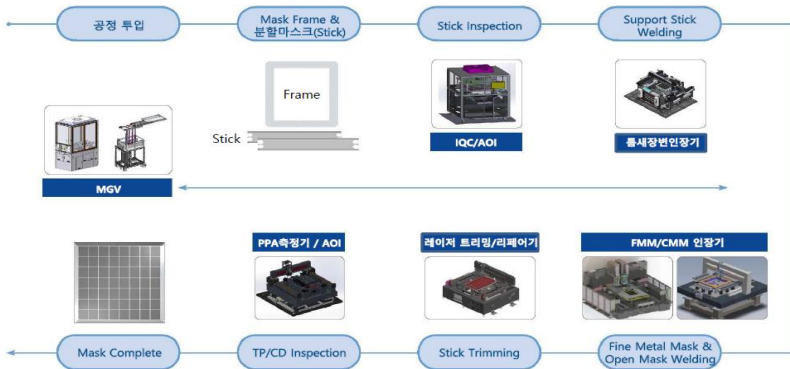 공정 투입
Mask Frame &
분할마스크(Stick)
Stick Inspection
Support Stick
Welding
Frame
Stick
IQC/AOI
틈새장변인장기
MGV
PPA측정기 / AOI
레이저 트리밍/리페어기
FMM/CMM 인장기
Mask Complete
TP/CD Inspection
Stick Trimming
Fine Metal Mask &
Open Mask Welding